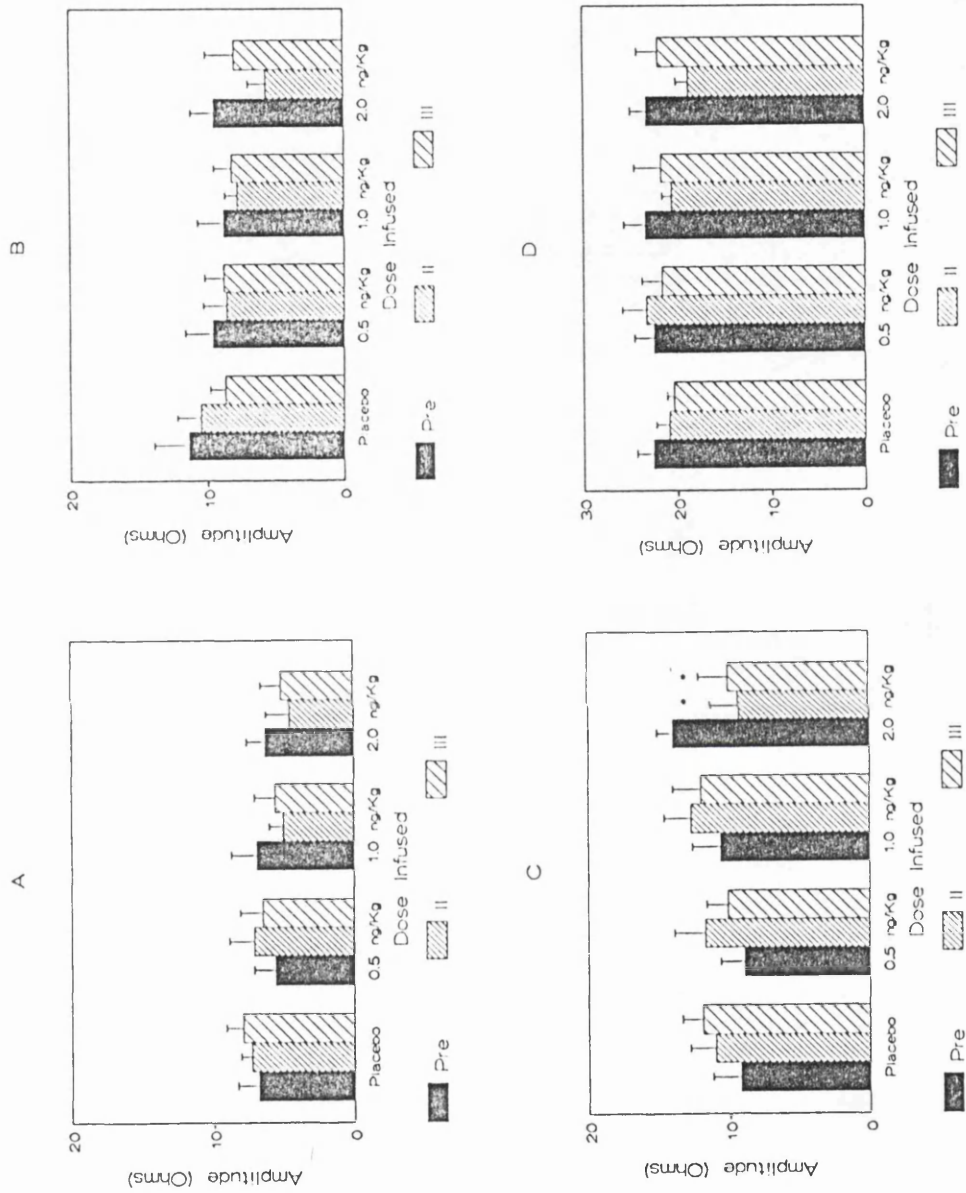 A
Amplitude (Ohms)
20
10
0
Placebo 0.5 ng/Kg 1.0 ng/Kg 2.0 ng/Kg
Dose Infused
Pre II III
B
Amplitude (Ohms)
20
10
0
Placebo 0.5 ng/Kg 1.0 ng/Kg 2.0 ng/Kg
Dose Infused
Pre II III
C
Amplitude (Ohms)
20
10
0
Placebo 0.5 ng/Kg 1.0 ng/Kg 2.0 ng/Kg
Dose Infused
Pre II III
D
Amplitude (Ohms)
30
20
10
0
Placebo 0.5 ng/Kg 1.0 ng/Kg 2.0 ng/Kg
Dose Infused
Pre II III